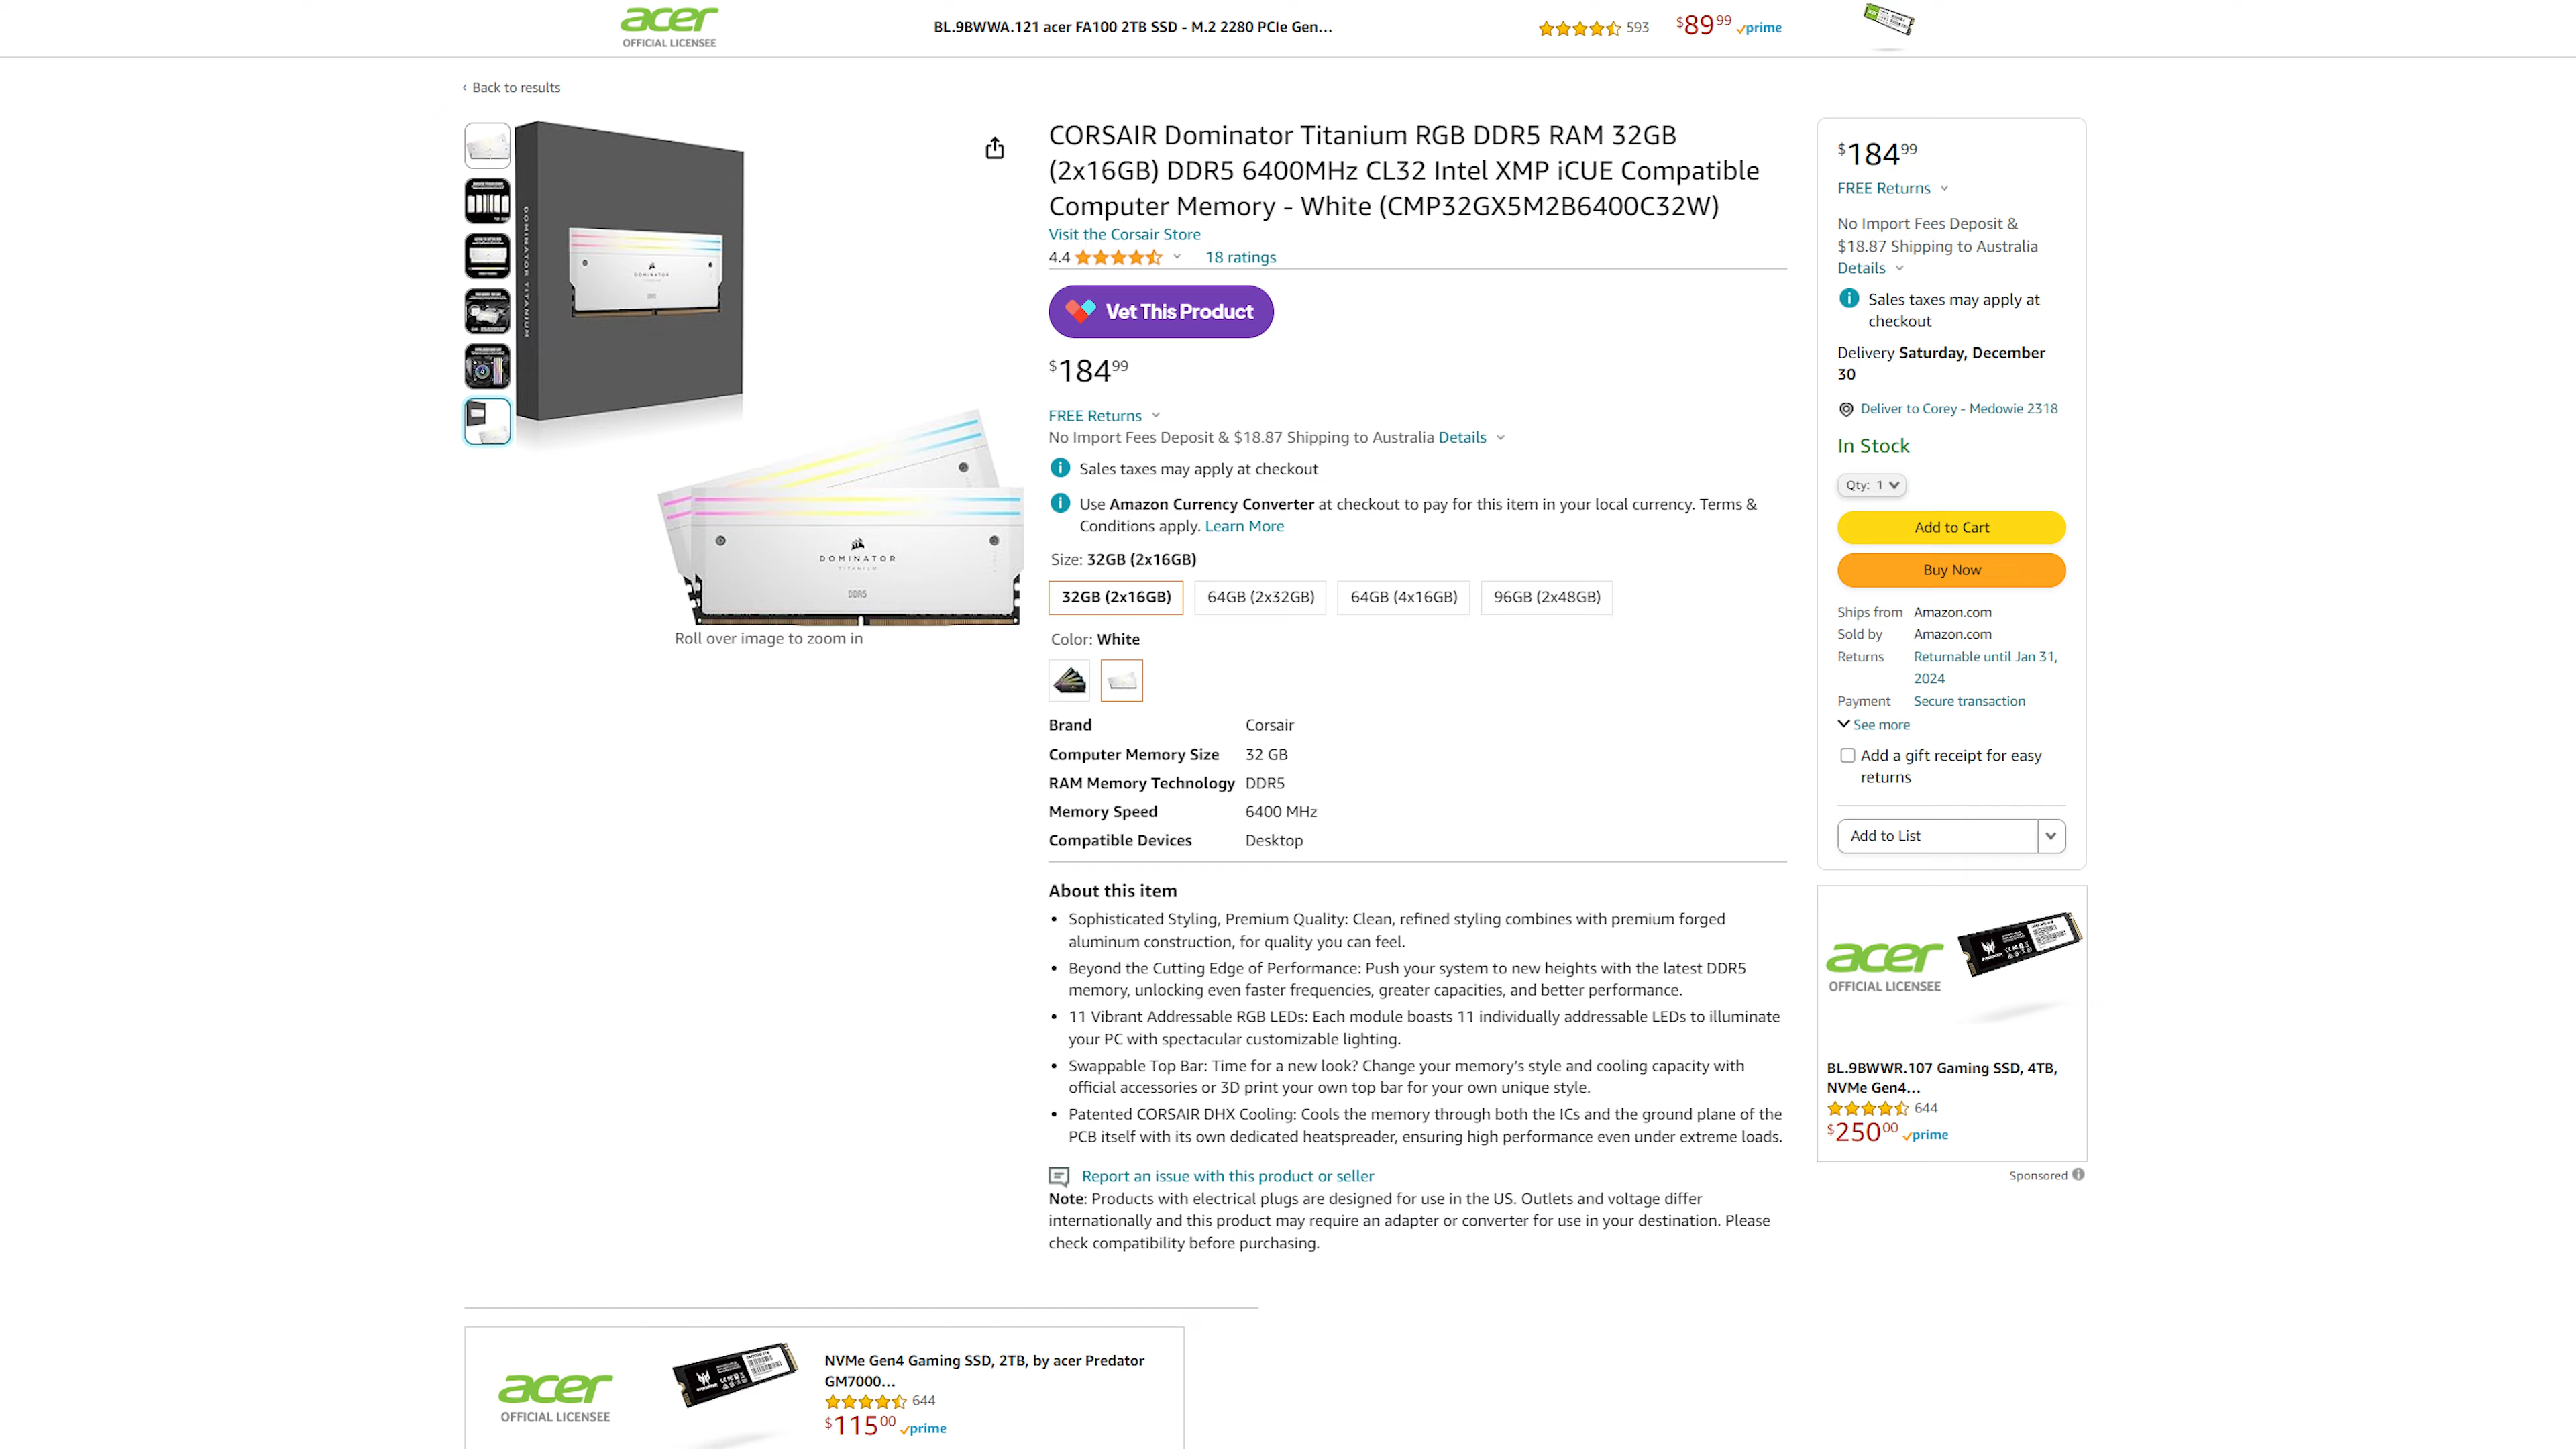 acer
OFFICIAL LICENSEE
BL.9BWWA.121 acer FA100 2TB SSD - M.2 2280 PCIe Gen...
593
$89.99 prime
‹ Back to results
DOMINATOR TITANIUM
DOMINATOR
DOMINATOR
TITANIUM
DDR5
Roll over image to zoom in
CORSAIR Dominator Titanium RGB DDR5 RAM 32GB
(2x16GB) DDR5 6400MHz CL32 Intel XMP iCUE Compatible
Computer Memory - White (CMP32GX5M2B6400C32W)
Visit the Corsair Store
4.4 18 ratings
Vet This Product
$184.99
FREE Returns
No Import Fees Deposit & $18.87 Shipping to Australia Details
Sales taxes may apply at checkout
Use Amazon Currency Converter at checkout to pay for this item in your local currency. Terms &
Conditions apply. Learn More
Size: 32GB (2x16GB)
32GB (2x16GB) 64GB (2x32GB) 64GB (4x16GB) 96GB (2x48GB)
Color: White
Brand Corsair
Computer Memory Size 32 GB
RAM Memory Technology DDR5
Memory Speed 6400 MHz
Compatible Devices Desktop
About this item
• Sophisticated Styling, Premium Quality: Clean, refined styling combines with premium forged
aluminum construction, for quality you can feel.
• Beyond the Cutting Edge of Performance: Push your system to new heights with the latest DDR5
memory, unlocking even faster frequencies, greater capacities, and better performance.
• 11 Vibrant Addressable RGB LEDs: Each module boasts 11 individually addressable LEDs to illuminate
your PC with spectacular customizable lighting.
• Swappable Top Bar: Time for a new look? Change your memory’s style and cooling capacity with
official accessories or 3D print your own top bar for your own unique style.
• Patented CORSAIR DHX Cooling: Cools the memory through both the ICs and the ground plane of the
PCB itself with its own dedicated heatspreader, ensuring high performance even under extreme loads.
Report an issue with this product or seller
Note: Products with electrical plugs are designed for use in the US. Outlets and voltage differ
internationally and this product may require an adapter or converter for use in your destination. Please
check compatibility before purchasing.
$184.99
FREE Returns
No Import Fees Deposit &
$18.87 Shipping to Australia
Details
Sales taxes may apply at
checkout
Delivery Saturday, December
30
Deliver to Corey - Medowie 2318
In Stock
Qty: 1
Add to Cart
Buy Now
Ships from Amazon.com
Sold by Amazon.com
Returns Returnable until Jan 31,
2024
Payment Secure transaction
See more
Add a gift receipt for easy
returns
Add to List
acer
OFFICIAL LICENSEE
BL.9BWWR.107 Gaming SSD, 4TB,
NVMe Gen4...
644
$250.00 prime
Sponsored
acer
OFFICIAL LICENSEE
NVMe Gen4 Gaming SSD, 2TB, by acer Predator
GM7000...
644
$115.00 prime